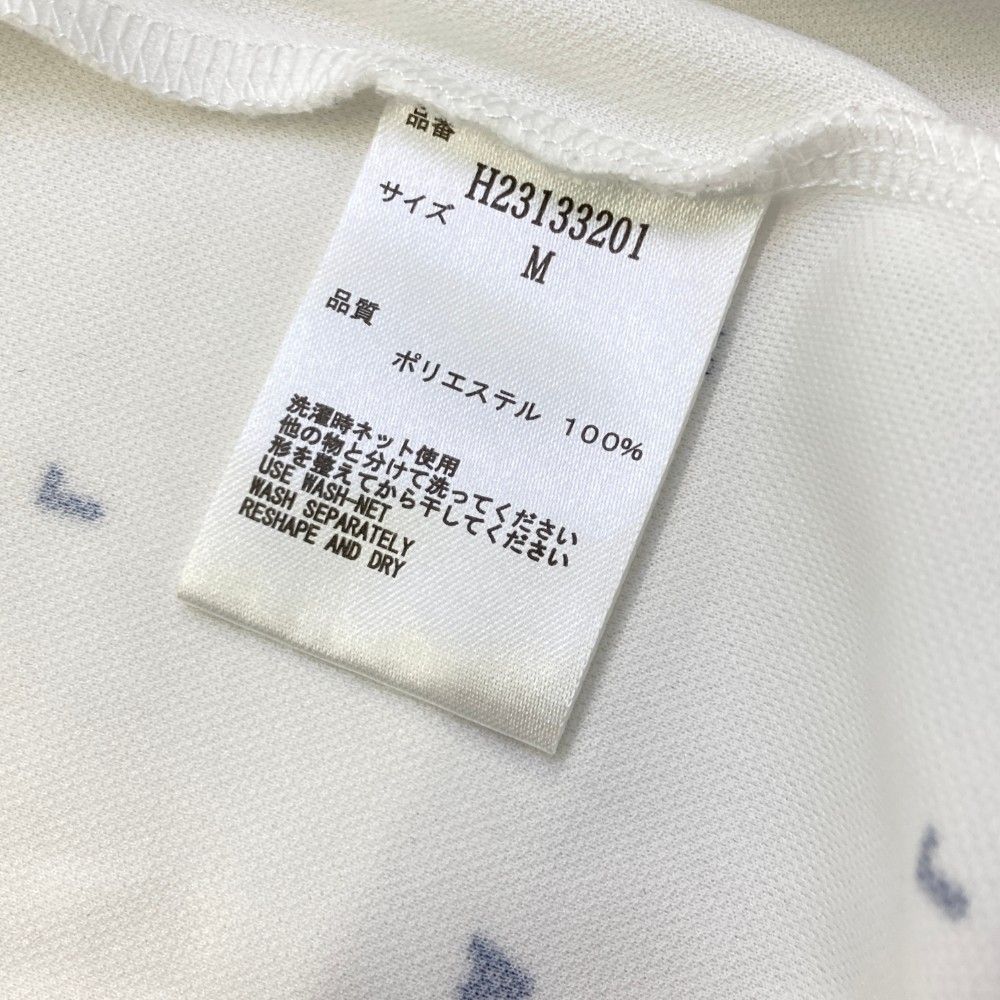 品番
H23133201
サイズ
M
品質
ポリエステル 100%
洗濯時ネット使用
他の物と分けて洗ってください
形を整えてから干してください
USE WASH-NET
WASH SEPARATELY
RESHAPE AND DRY